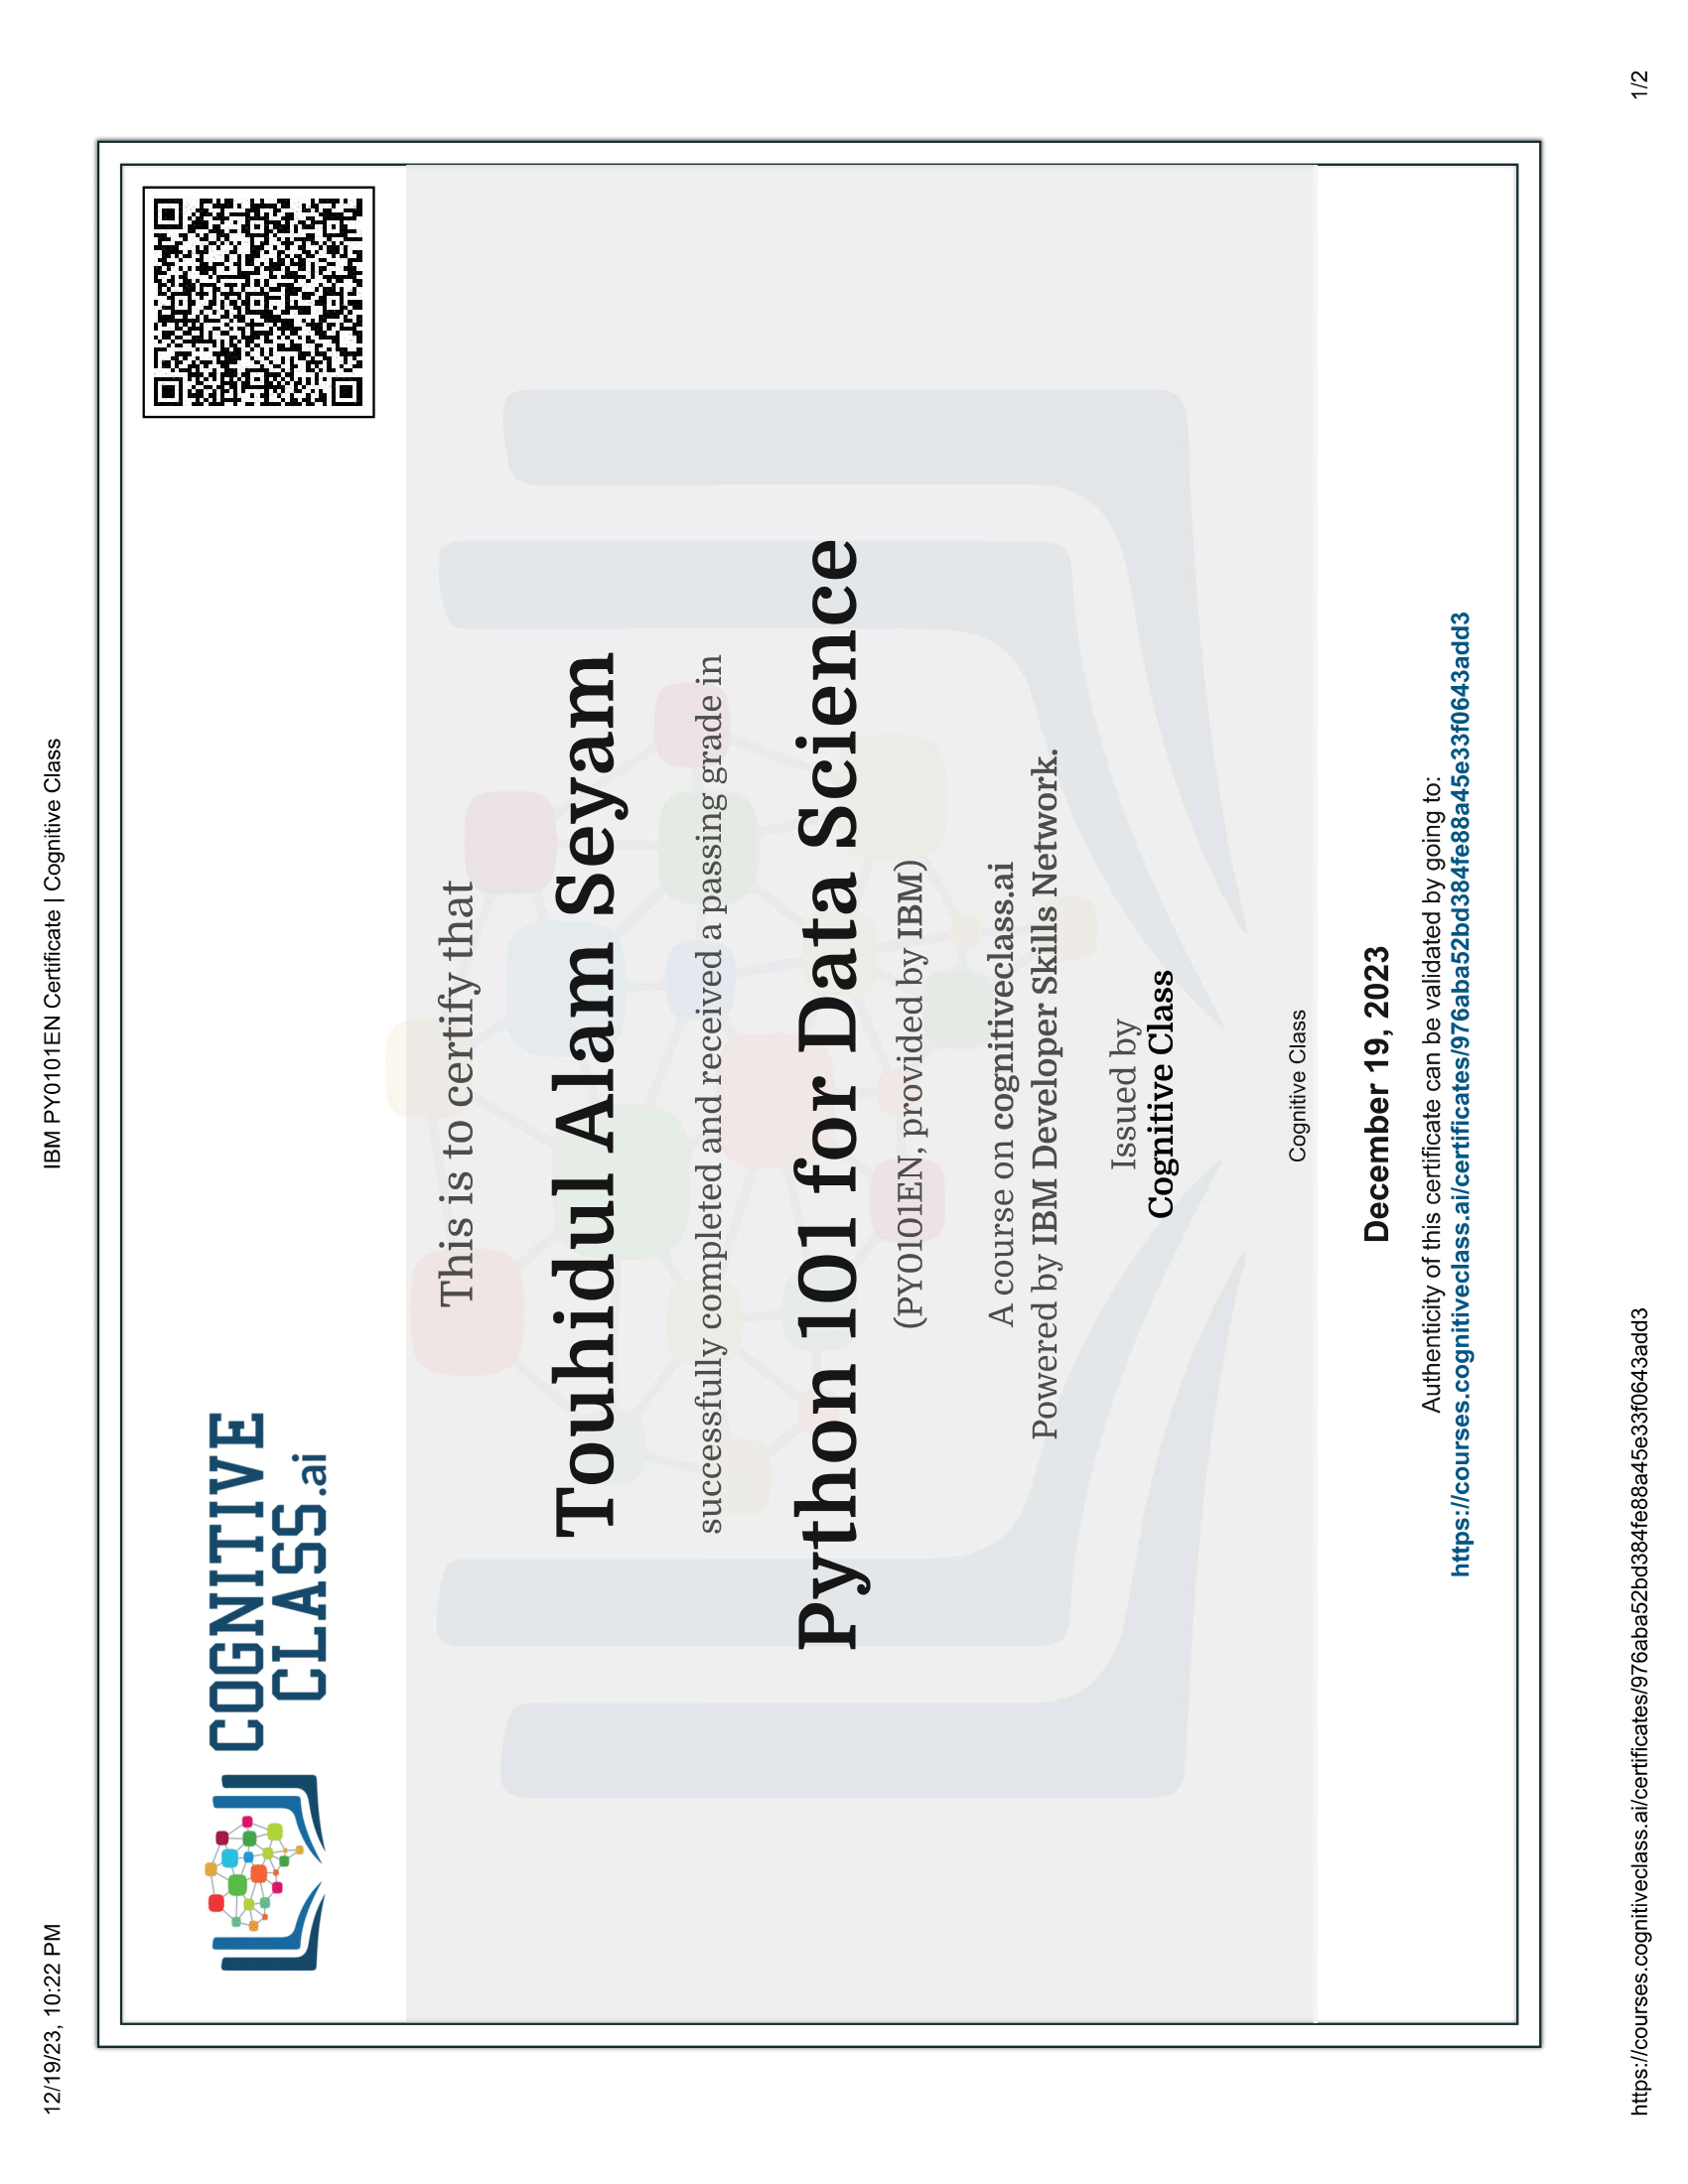 12/19/23, 10:22 PM
IBM PY0101EN Certificate | Cognitive Class
COGNITIVE
CLASS.ai
This is to certify that
Touhidul Alam Seyam
successfully completed and received a passing grade in
Python 101 for Data Science
(PY0101EN, provided by IBM)
A course on cognitiveclass.ai
Powered by IBM Developer Skills Network.
Issued by
Cognitive Class
Cognitive Class
December 19, 2023
Authenticity of this certificate can be validated by going to:
https://courses.cognitiveclass.ai/certificates/976aba52bd384fe88a45e33f0643add3
https://courses.cognitiveclass.ai/certificates/976aba52bd384fe88a45e33f0643add3
1/2